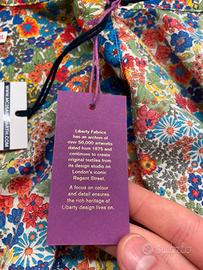 Liberty Fabrics
has an archive of
over 50,000 artworks
dated from 1875 and
continues to create
original textiles from
its design studio on
London's iconic
Regent Street.
A focus on colour
and detail ensures
the rich heritage of
Liberty design lives on.
subito